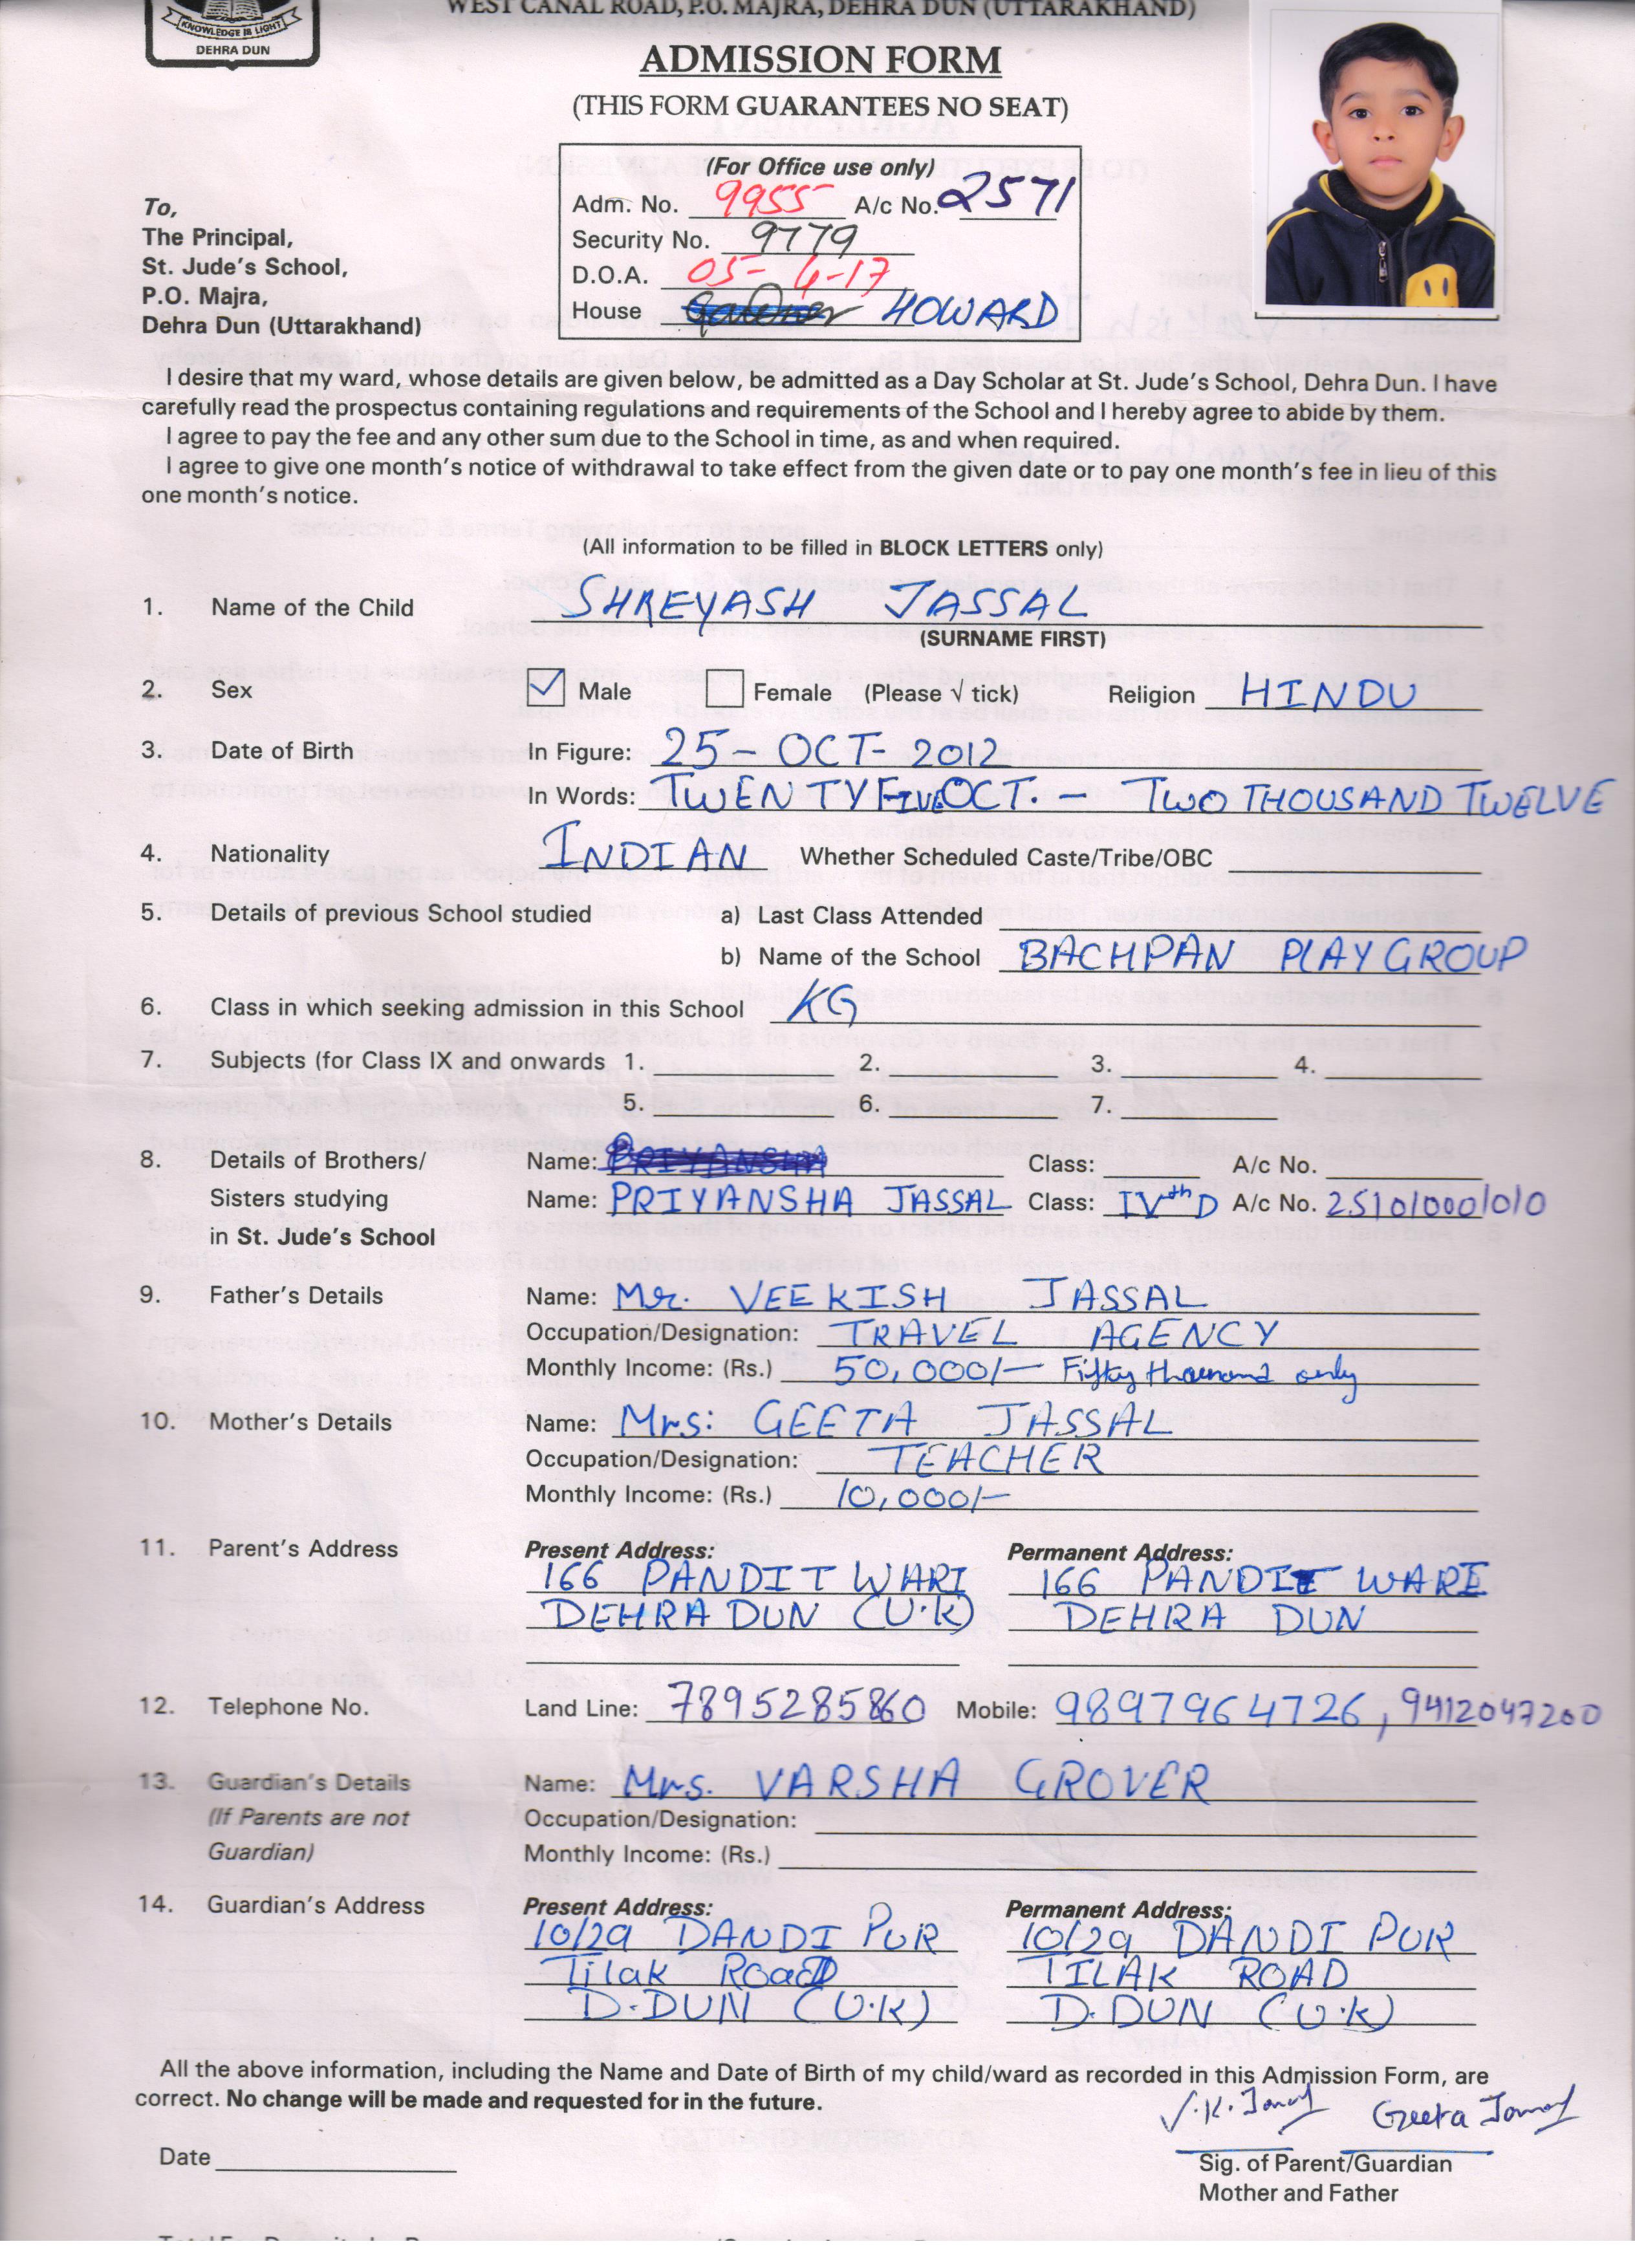 WEST CANAL ROAD, P.O. MAJRA, DEHRA DUN (UTTARAKHAND)
KNOWLEDGE IS LIGHT
DEHRA DUN
ADMISSION FORM
(THIS FORM GUARANTEES NO SEAT)
(For Office use only)
Adm. No. 9955 A/c No. 2571
Security No. 9779
D.O.A. 05-4-17
House HOWARD
To,
The Principal,
St. Jude's School,
P.O. Majra,
Dehra Dun (Uttarakhand)
I desire that my ward, whose details are given below, be admitted as a Day Scholar at St. Jude's School, Dehra Dun. I have
carefully read the prospectus containing regulations and requirements of the School and I hereby agree to abide by them.
I agree to pay the fee and any other sum due to the School in time, as and when required.
I agree to give one month's notice of withdrawal to take effect from the given date or to pay one month's fee in lieu of this
one month's notice.
(All information to be filled in BLOCK LETTERS only)
1. Name of the Child SHREYASH JASSAL
(SURNAME FIRST)
2. Sex Male Female (Please √ tick) Religion HINDU
3. Date of Birth In Figure: 25-OCT-2012
In Words: TWENTY FIVE OCT. - TWO THOUSAND TWELVE
4. Nationality INDIAN Whether Scheduled Caste/Tribe/OBC
5. Details of previous School studied a) Last Class Attended
b) Name of the School BACHPAN PLAY GROUP
6. Class in which seeking admission in this School KG
7. Subjects (for Class IX and onwards 1. 2. 3. 4.
5. 6. 7.
8. Details of Brothers/ Name: PRIYANSHA Class: A/c No.
Sisters studying Name: PRIYANSHA JASSAL Class: IVth D A/c No. 251010001010
in St. Jude's School
9. Father's Details Name: Mr. VEEKISH JASSAL
Occupation/Designation: TRAVEL AGENCY
Monthly Income: (Rs.) 50,000/- Fifty thousand only
10. Mother's Details Name: Mrs: GEETA JASSAL
Occupation/Designation: TEACHER
Monthly Income: (Rs.) 10,000/-
11. Parent's Address Present Address: Permanent Address:
166 PANDIT WARI 166 PANDIT WARI
DEHRA DUN (U.K) DEHRA DUN
12. Telephone No. Land Line: 7895285860 Mobile: 9897964726, 9412047200
13. Guardian's Details Name: Mrs. VARSHA GROVER
(If Parents are not Occupation/Designation:
Guardian) Monthly Income: (Rs.)
14. Guardian's Address Present Address: Permanent Address:
10/29 DANDI PUR 10/29 DANDI PUR
Tilak Road TILAK ROAD
D.DUN (U.K) D.DUN (U.K)
All the above information, including the Name and Date of Birth of my child/ward as recorded in this Admission Form, are
correct. No change will be made and requested for in the future.
V.K. Jassal Geeta Jassal
Date Sig. of Parent/Guardian
Mother and Father